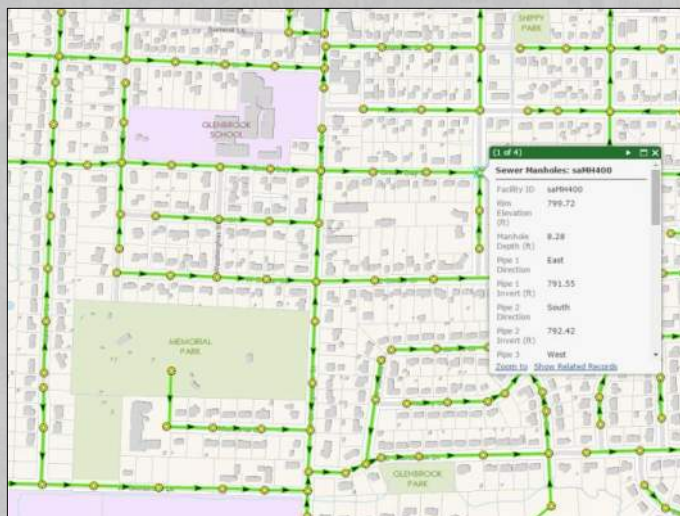 SHIPPY
PARK
GLENBROOK
SCHOOL
(1 of 4)
Sewer Manholes: saMH400
Facility ID saMH400
Rim 799.72
Elevation
(ft)
Manhole 8.28
Depth (ft)
Pipe 1 East
Direction
Pipe 1 791.55
Invert (ft)
Pipe 2 South
Direction
Pipe 2 792.42
Invert (ft)
Pipe 3 West
Zoom to Show Related Records
MEMORIAL
PARK
GLENBROOK
PARK